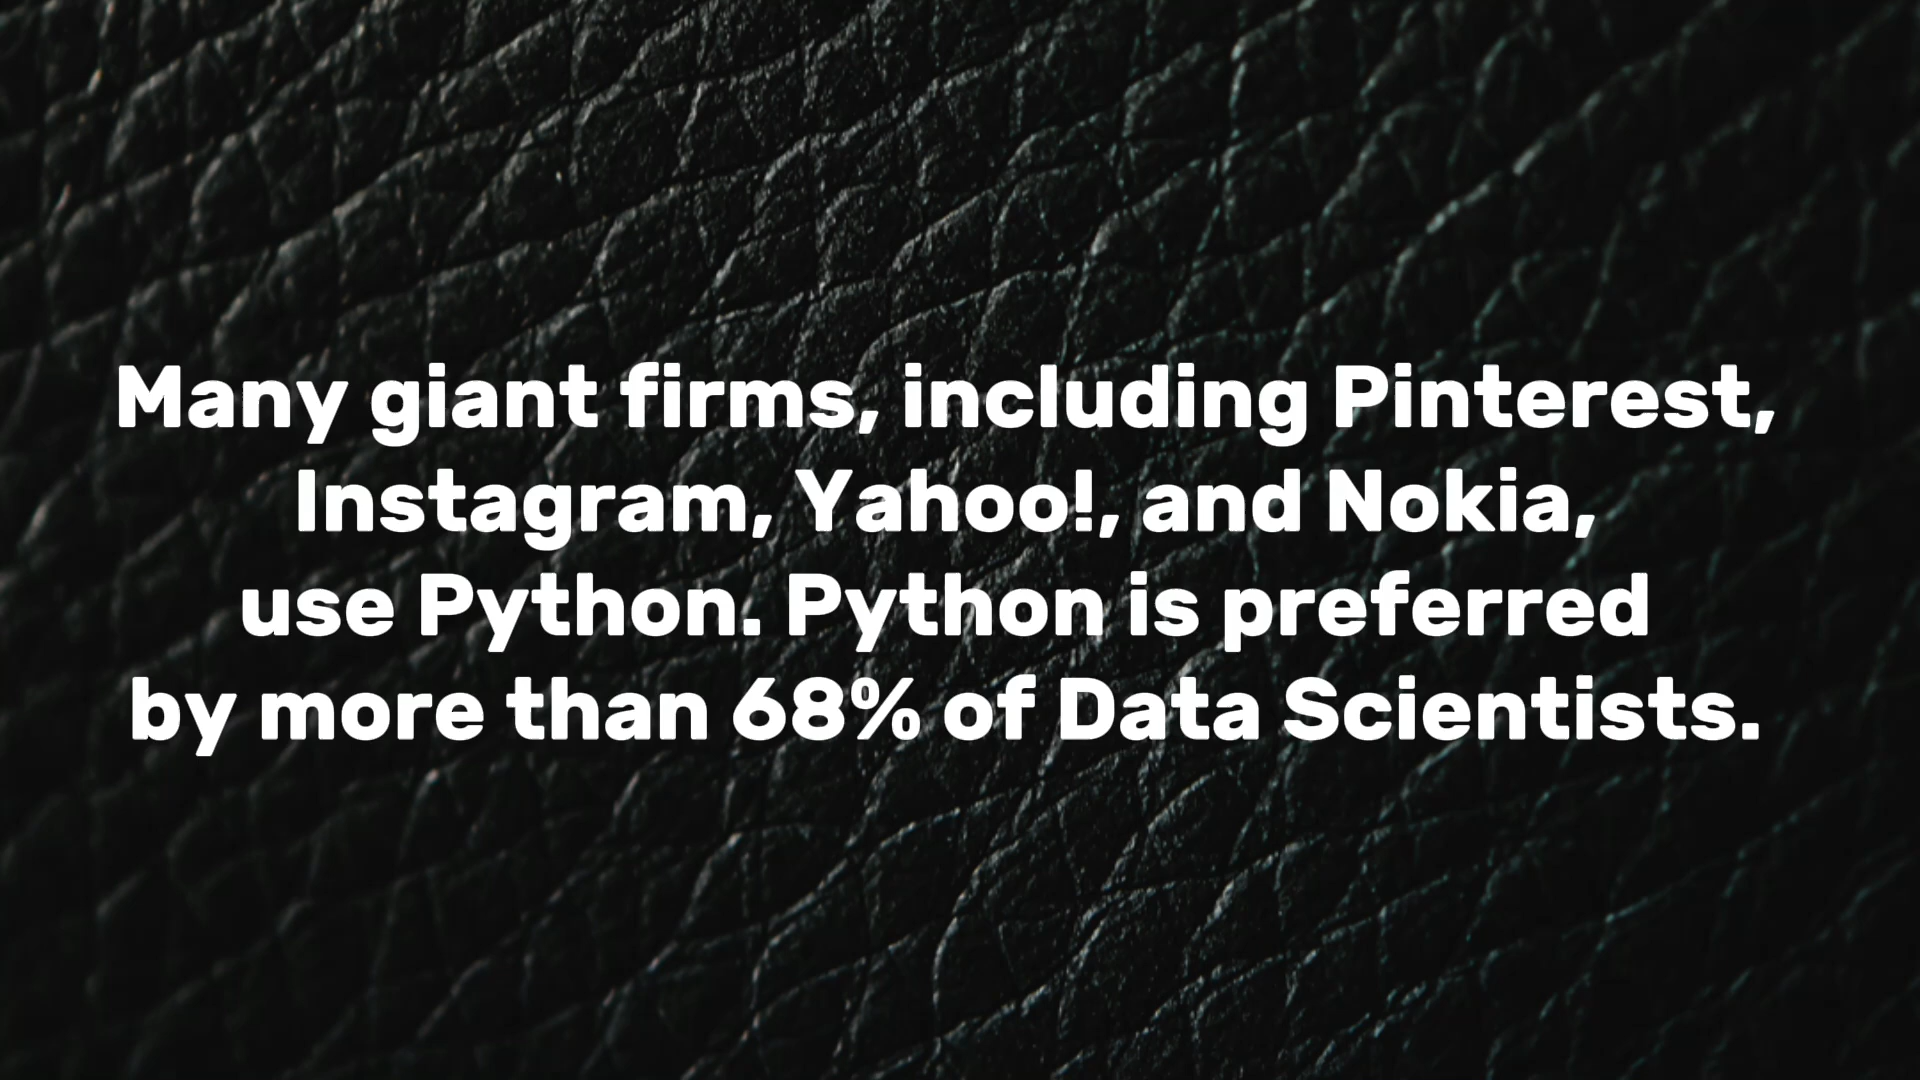 Many giant firms, including Pinterest,
Instagram, Yahoo!, and Nokia,
use Python. Python is preferred
by more than 68% of Data Scientists.